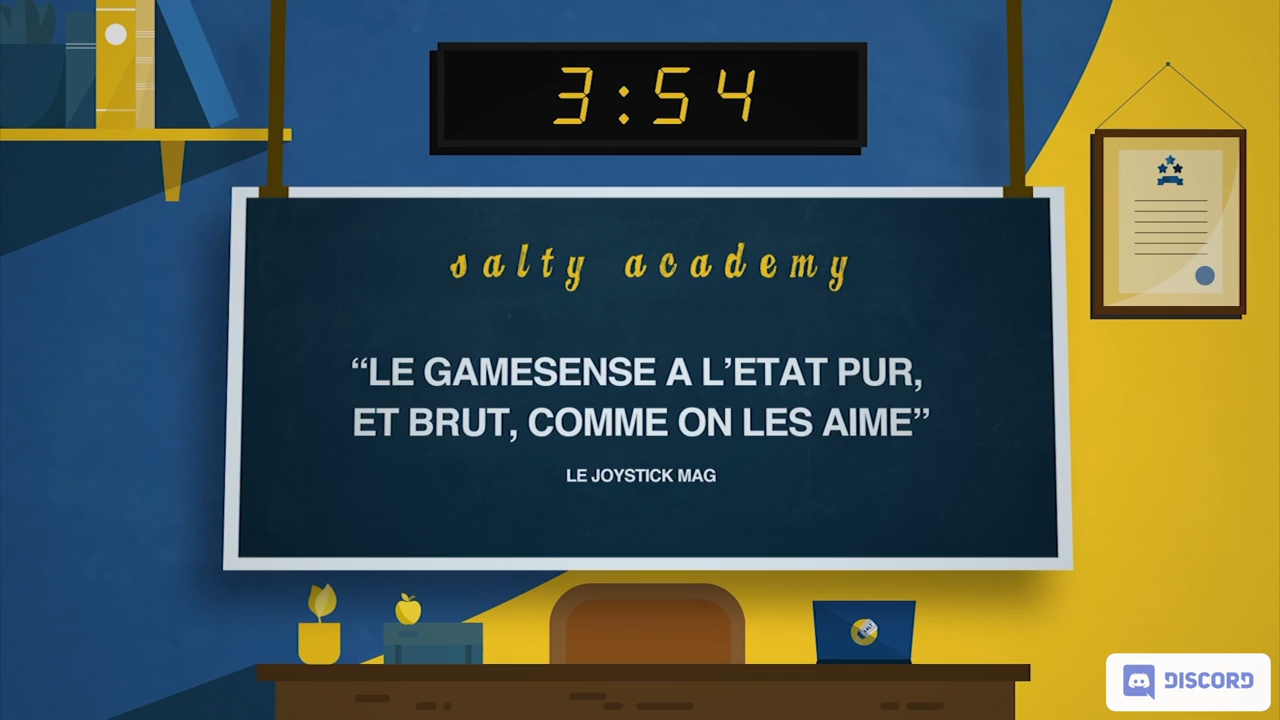 3:54
salty academy
“LE GAMESENSE A L’ETAT PUR,
ET BRUT, COMME ON LES AIME”
LE JOYSTICK MAG
DISCORD